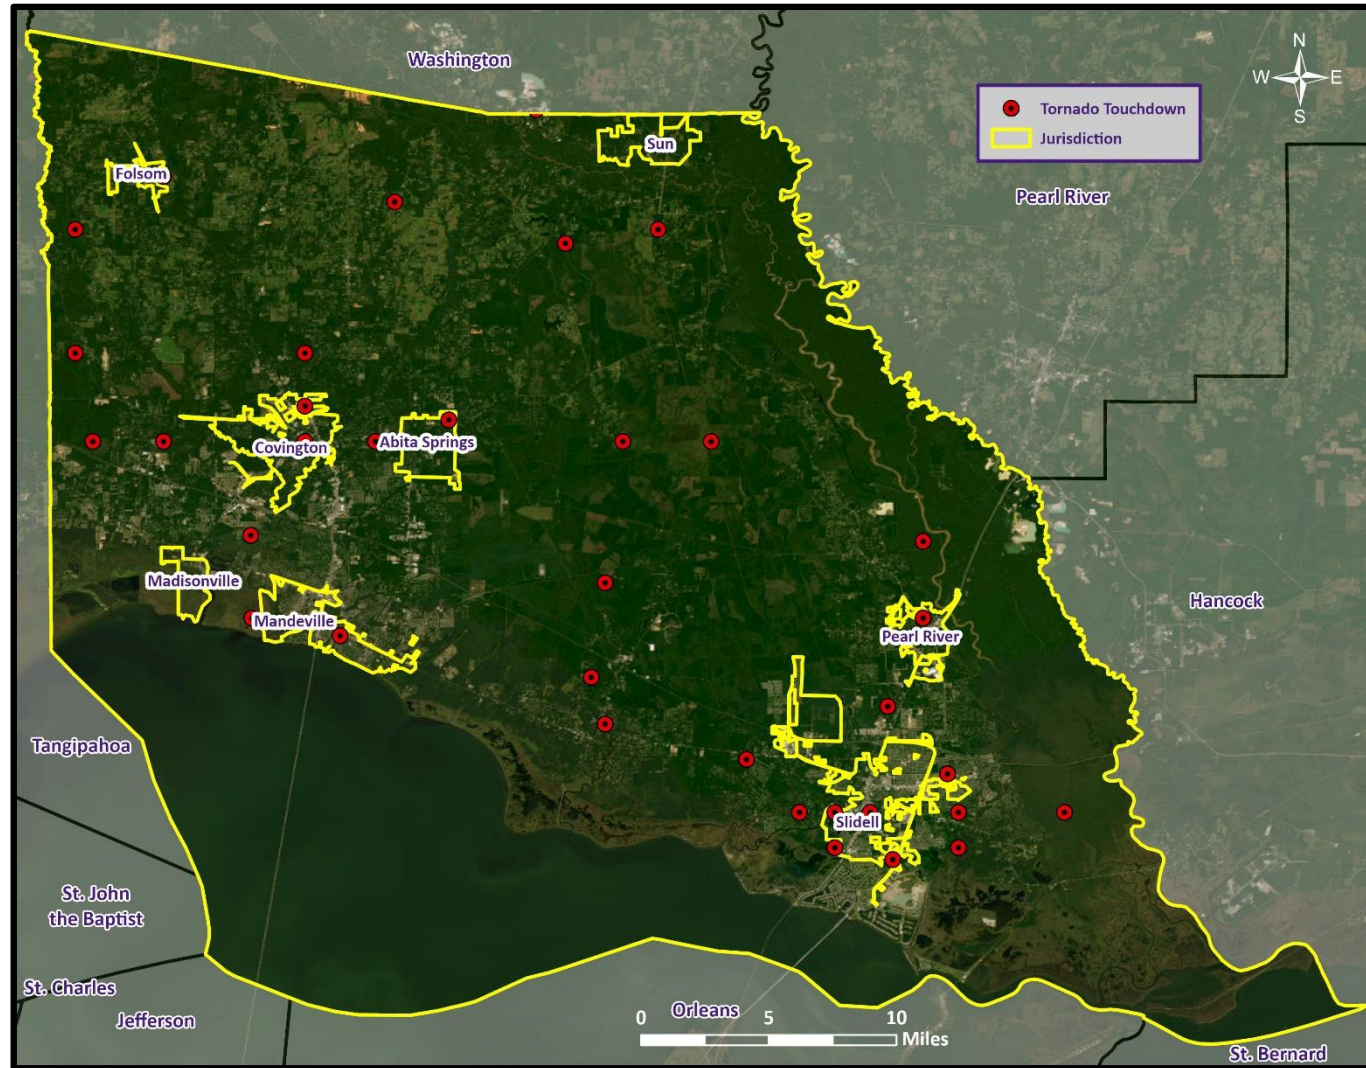 Washington
N
W E
S
Tornado Touchdown
Jurisdiction
Sun
Folsom
Pearl River
Covington
Abita Springs
Madisonville
Mandeville
Hancock
Pearl River
Tangipahoa
Slidell
St. John
the Baptist
St. Charles
Jefferson
Orleans
0 5 10
Miles
St. Bernard